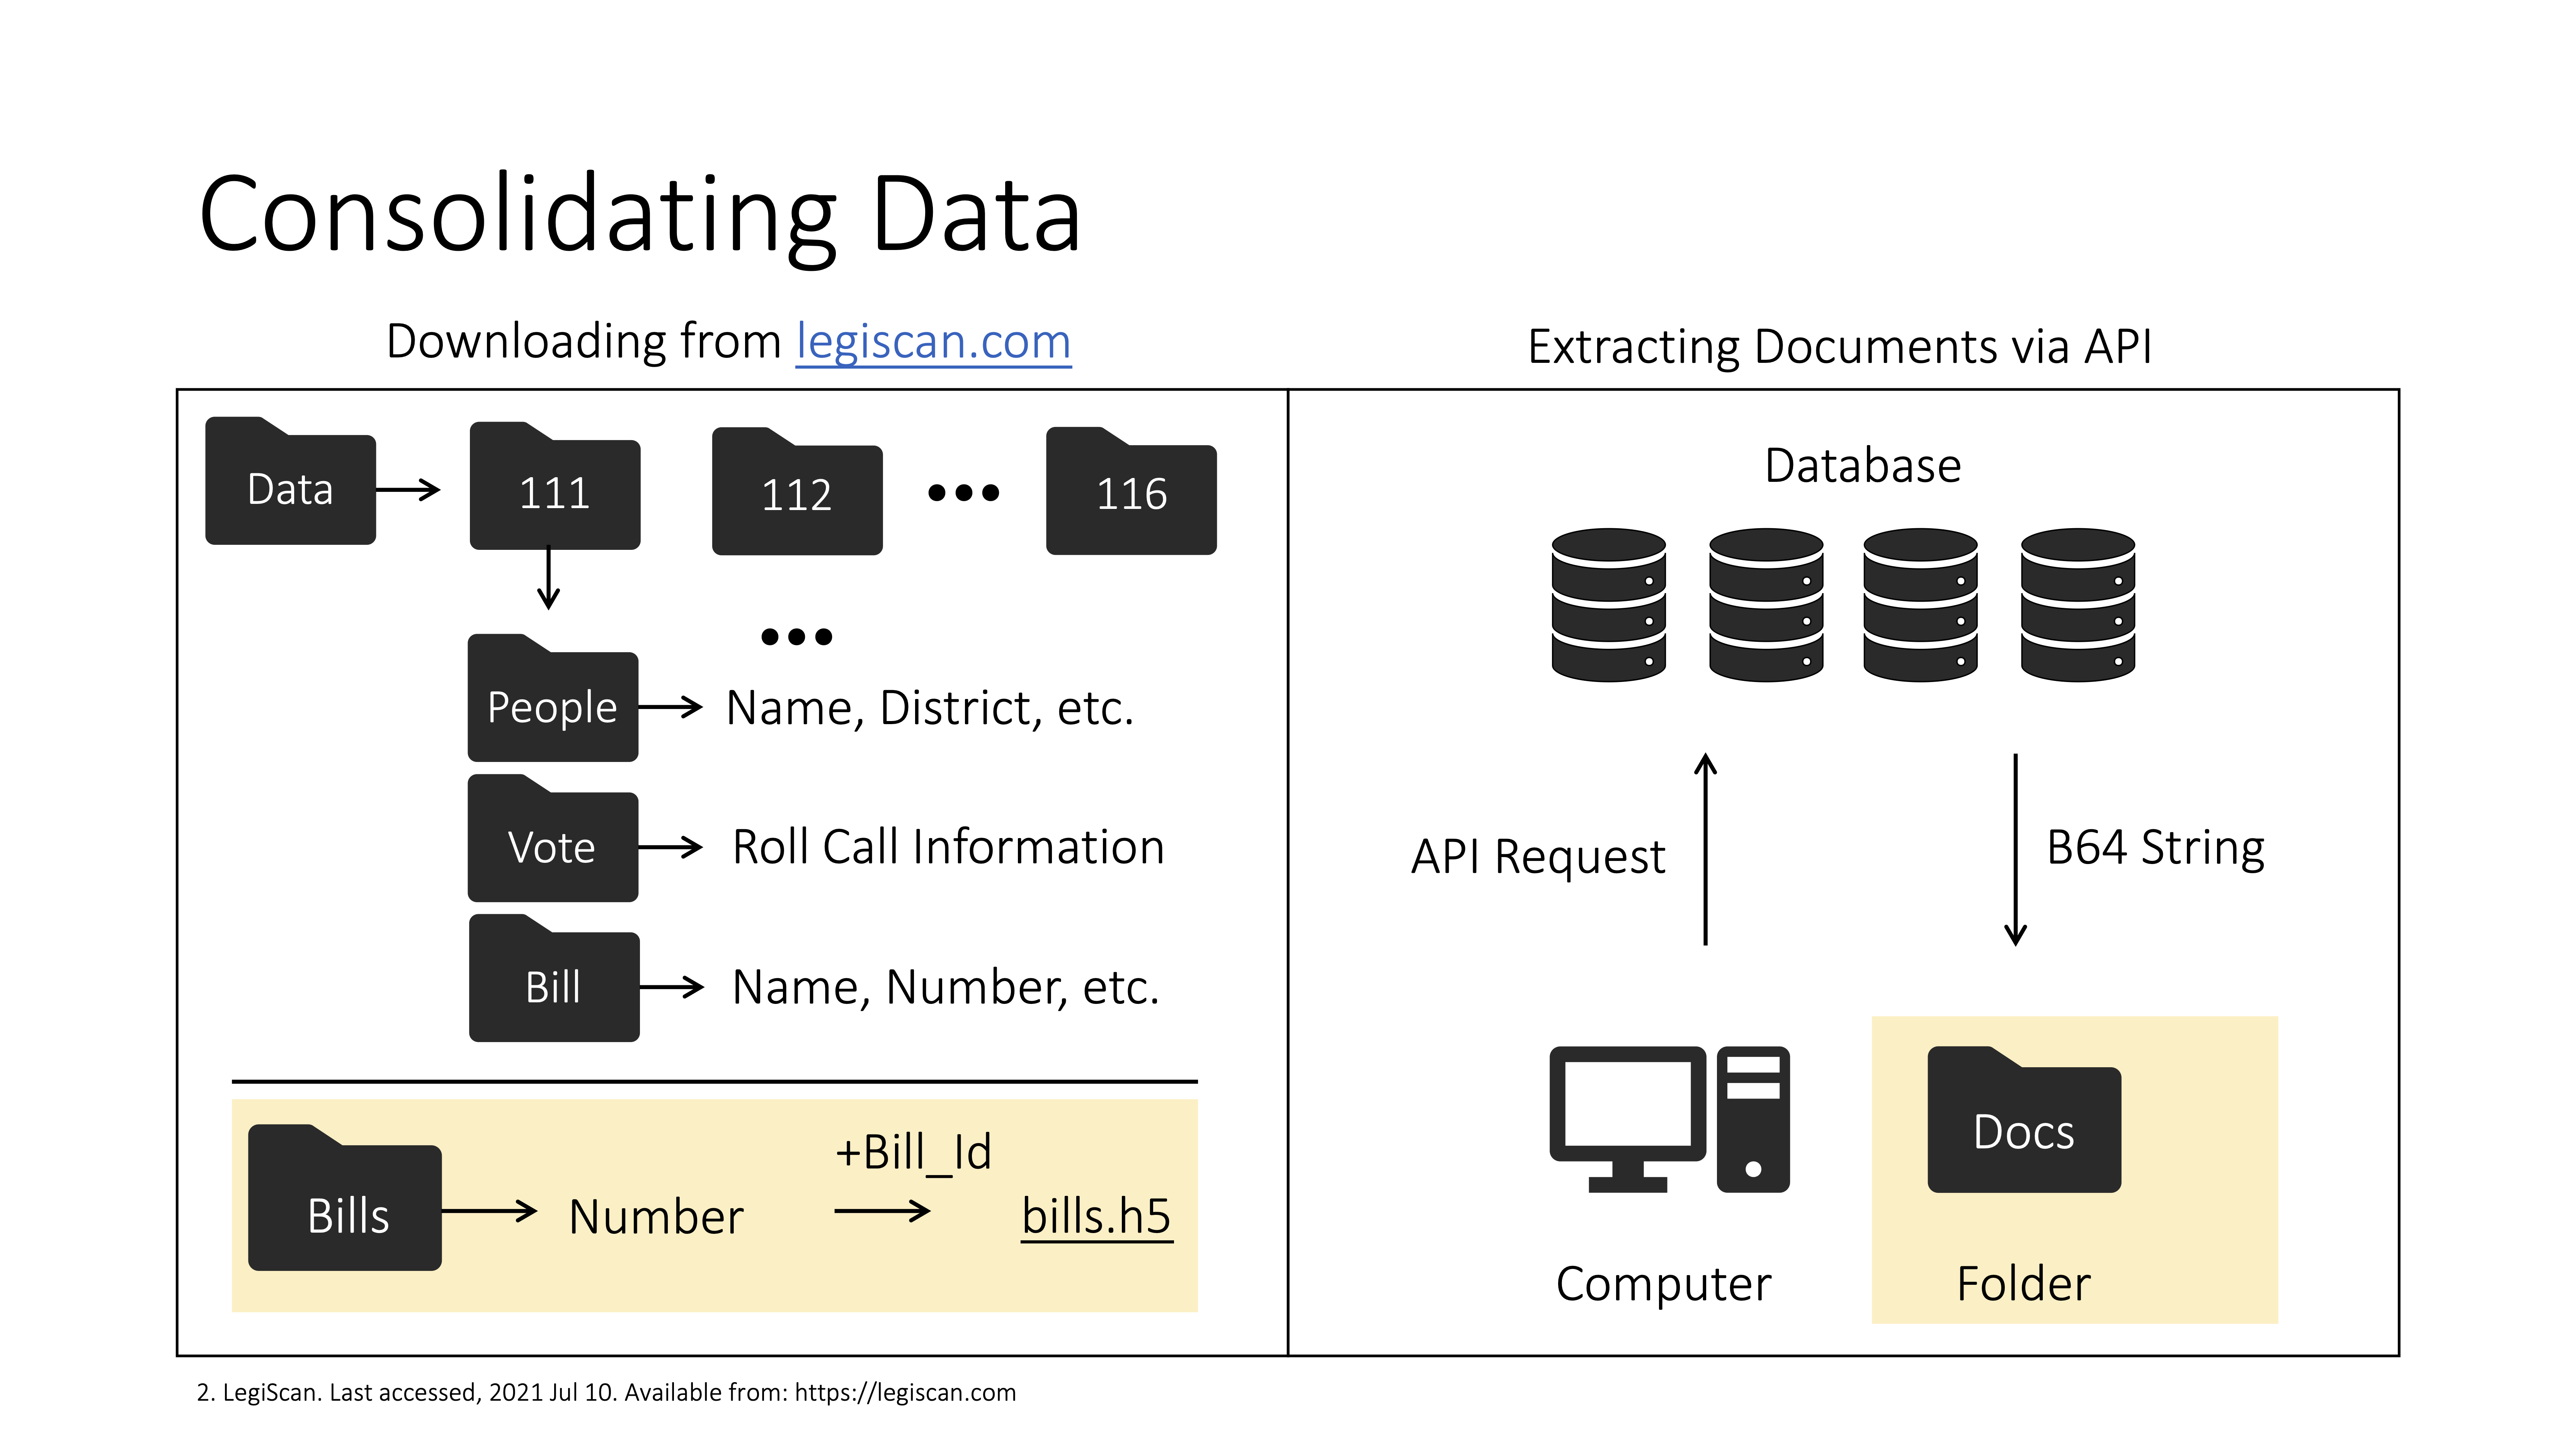 Consolidating Data
Downloading from legiscan.com
Data
111
112
•••
116
•••
People
Name, District, etc.
Vote
Roll Call Information
Bill
Name, Number, etc.
Bills
Number
+Bill_Id
bills.h5
Extracting Documents via API
Database
API Request
B64 String
Docs
Computer
Folder
2. LegiScan. Last accessed, 2021 Jul 10. Available from: https://legiscan.com